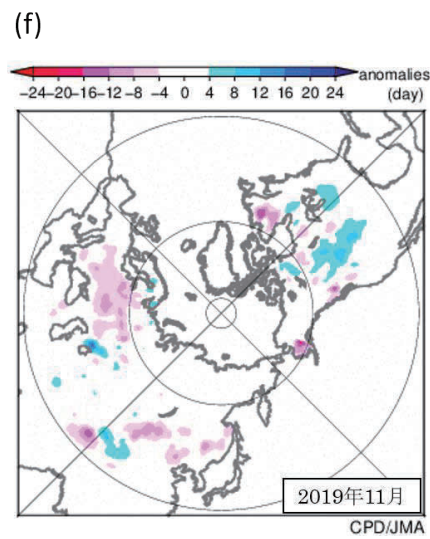 (f)
anomalies
−24−20−16−12−8 −4 0 4 8 12 16 20 24 (day)
2019年11月
CPD/JMA